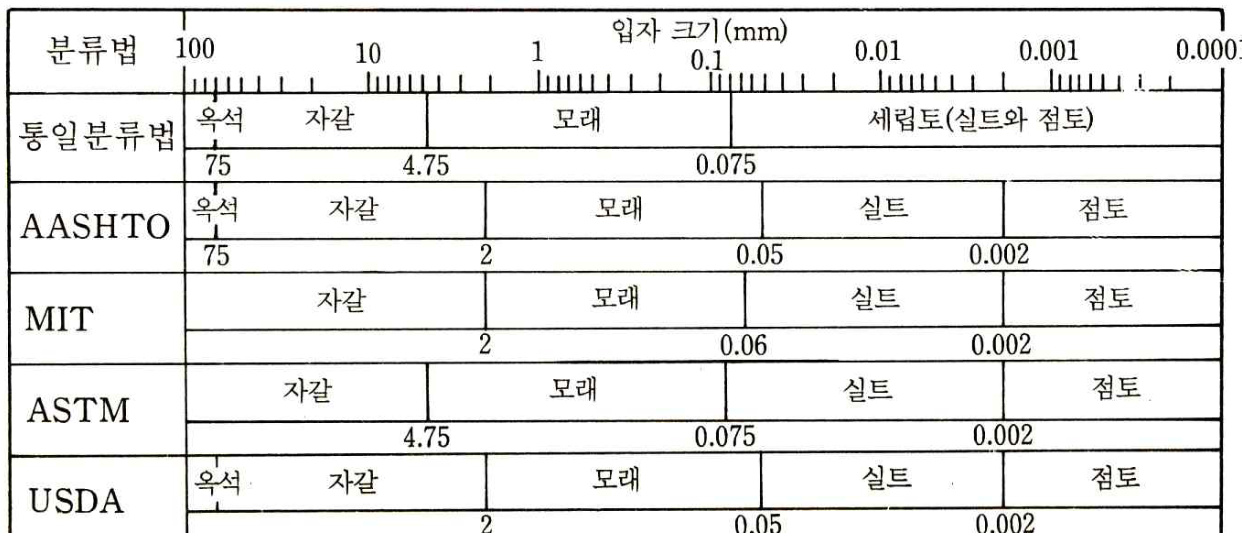 분류법
입자 크기(mm)
100 10 1 0.1 0.01 0.001 0.0001
통일분류법
옥석 자갈 모래 세립토(실트와 점토)
75 4.75 0.075
AASHTO
옥석 자갈 모래 실트 점토
75 2 0.05 0.002
MIT
자갈 모래 실트 점토
2 0.06 0.002
ASTM
자갈 모래 실트 점토
4.75 0.075 0.002
USDA
옥석 자갈 모래 실트 점토
2 0.05 0.002